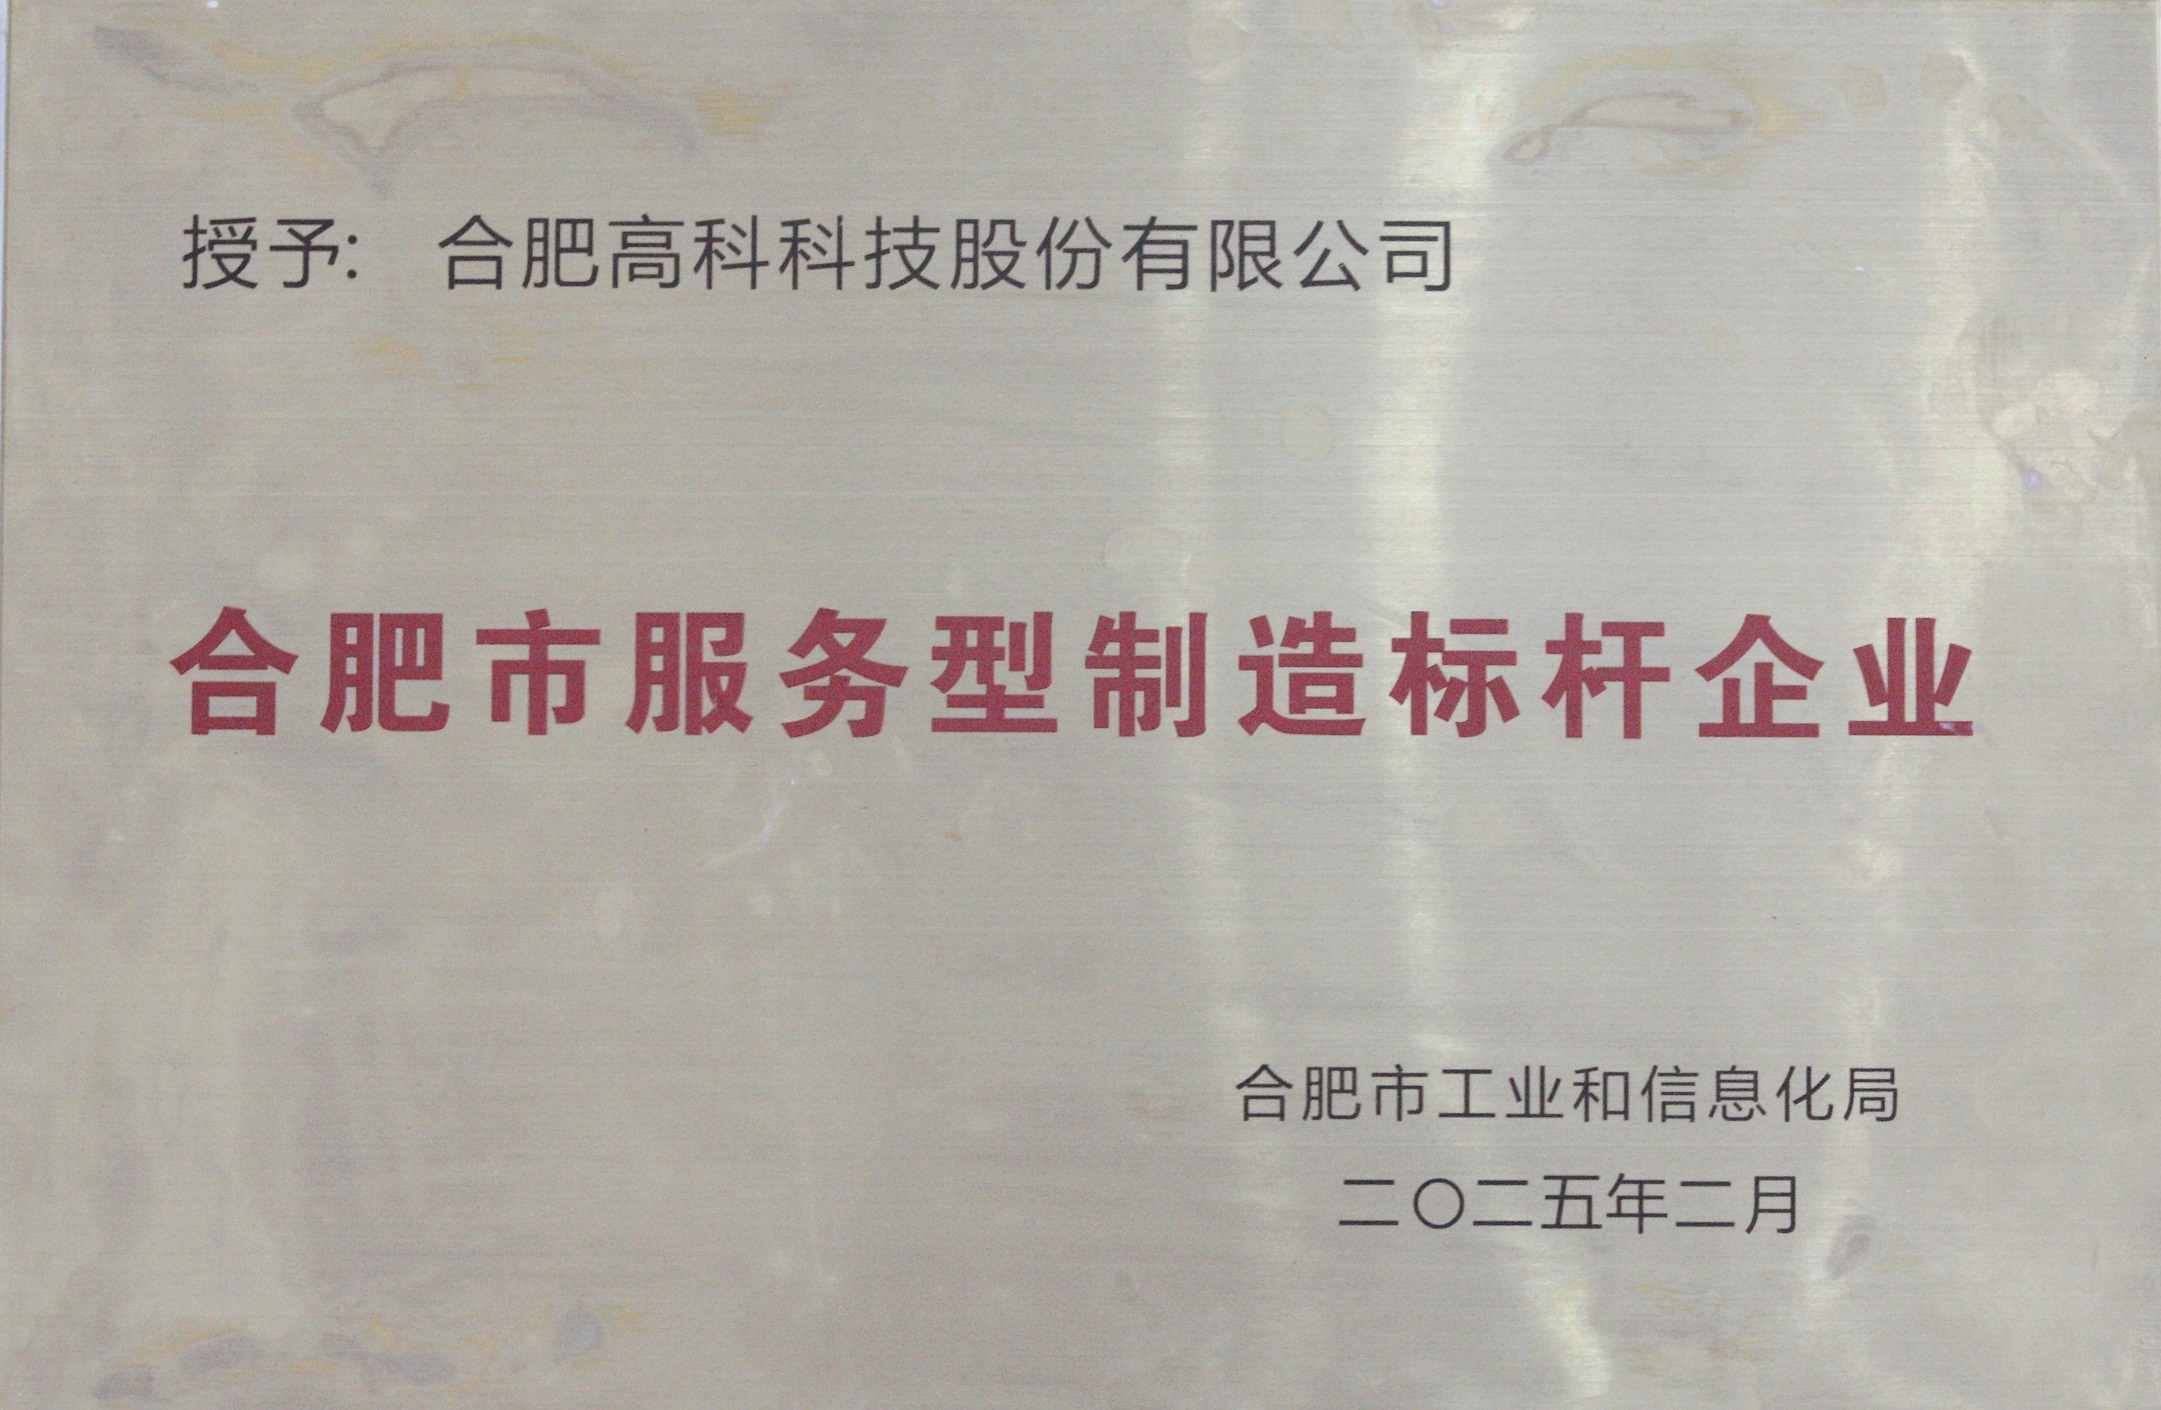 授予: 合肥高科科技股份有限公司
合肥市服务型制造标杆企业
合肥市工业和信息化局
二〇二五年二月